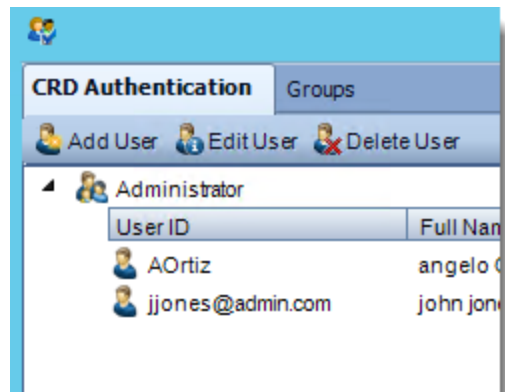 CRD Authentication Groups
Add User Edit User Delete User
Administrator
User ID Full Nam
AOrtiz angelo
jjones@admin.com john jon